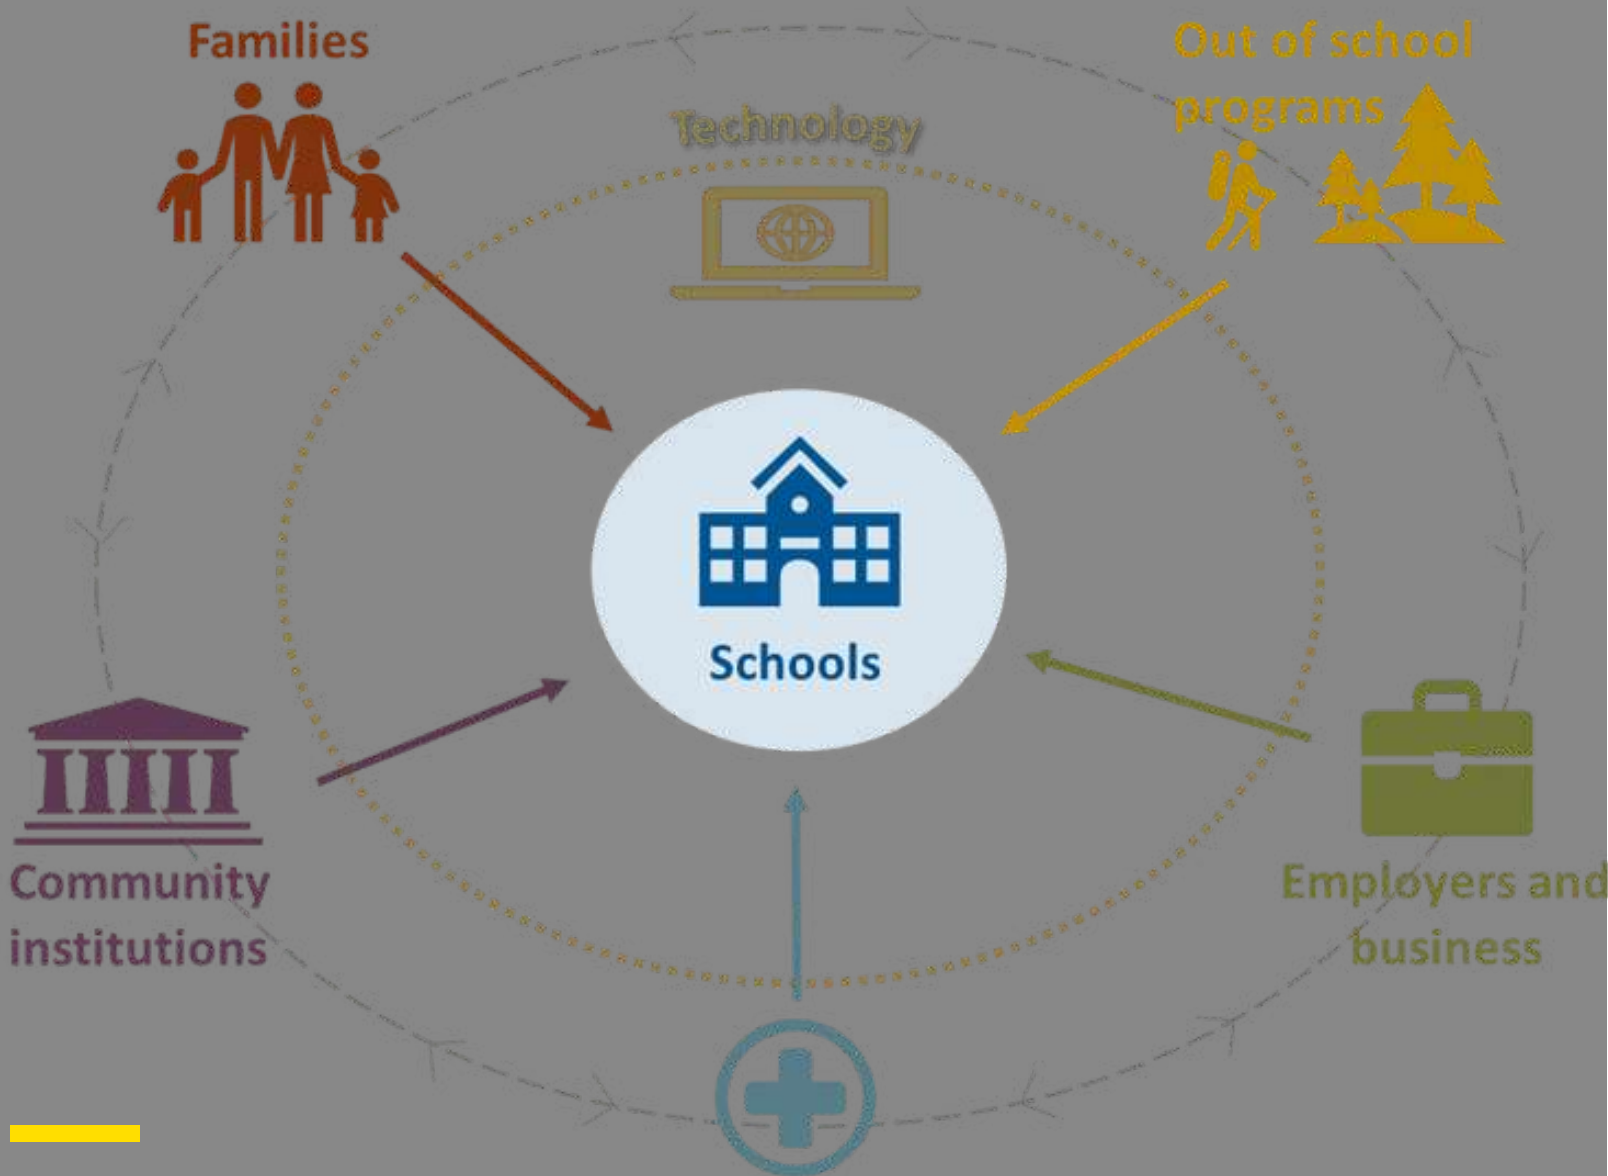 Families
Out of school
programs
Technology
Schools
Community
institutions
Employers and
business